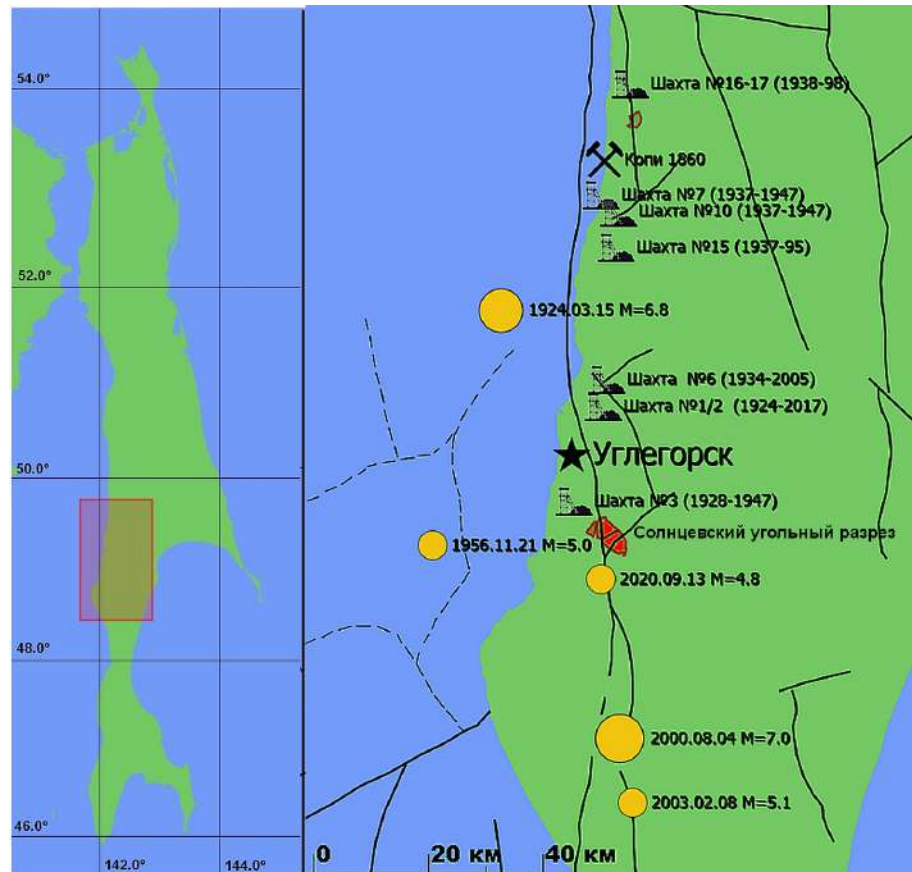 54.0°
52.0°
50.0°
48.0°
46.0°
142.0°
144.0°
Шахта №16-17 (1938-98)
Копи 1860
Шахта №7 (1937-1947)
Шахта №10 (1937-1947)
Шахта №15 (1937-95)
1924.03.15 M=6.8
Шахта №6 (1934-2005)
Шахта №1/2 (1924-2017)
Углегорск
Шахта №3 (1928-1947)
Солнцевский угольный разрез
1956.11.21 M=5.0
2020.09.13 M=4.8
2000.08.04 M=7.0
2003.02.08 M=5.1
0 20 км 40 км